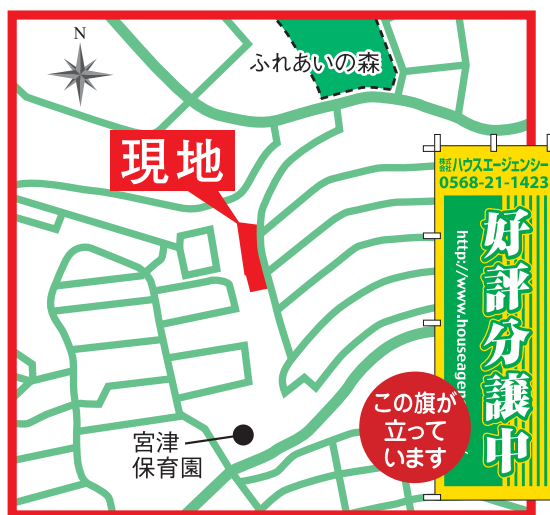 N
ふれあいの森
現地
株式会社 ハウスエージェンシー
0568-21-1423
好評分譲中
http://www.houseagen
この旗が
立って
います
宮津
保育園